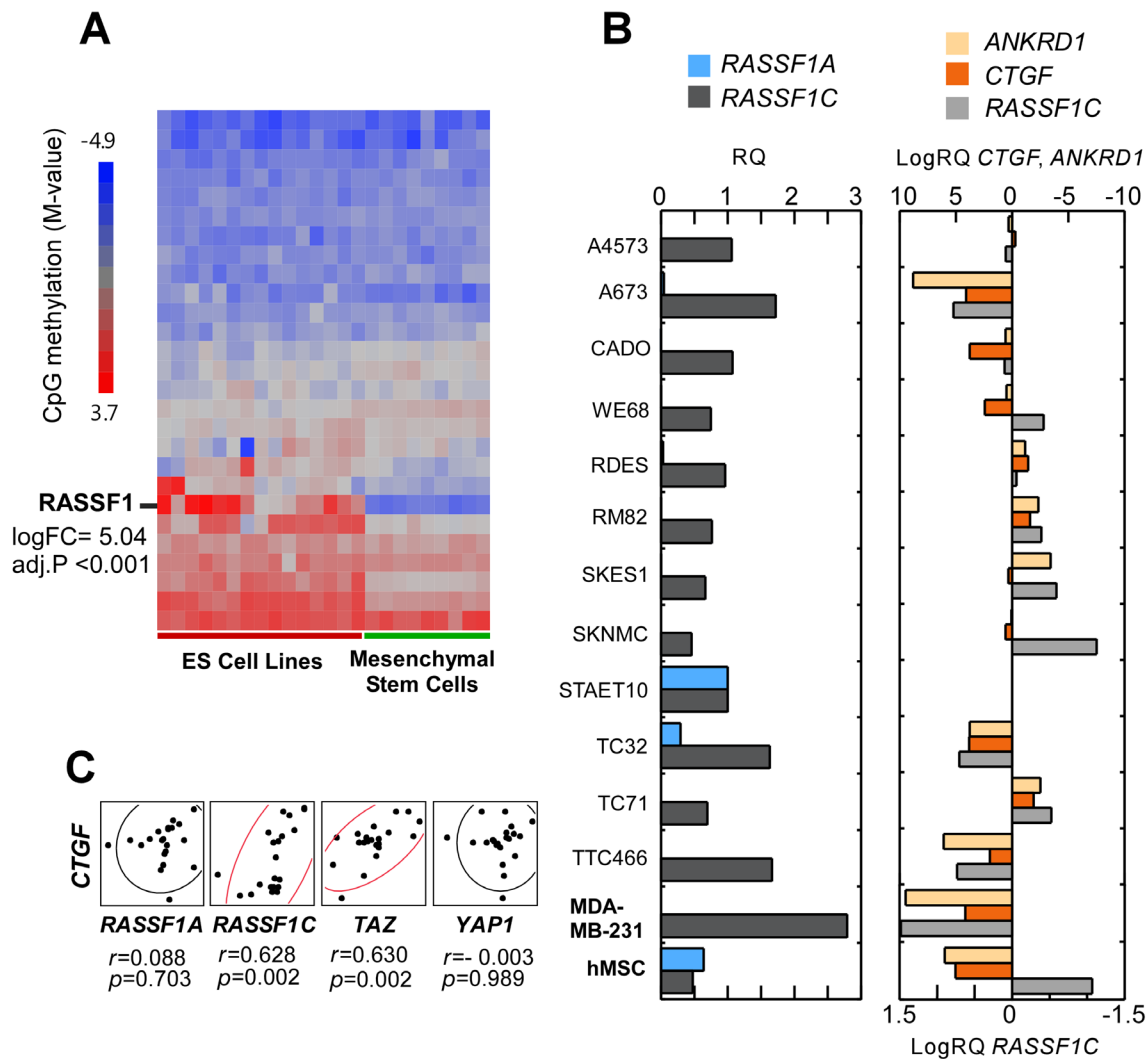 A
-4.9
CpG methylation (M-value)
3.7
RASSF1
logFC= 5.04
adj.P <0.001
ES Cell Lines
Mesenchymal
Stem Cells
B
RASSF1A
RASSF1C
ANKRD1
CTGF
RASSF1C
RQ
0 1 2 3
LogRQ CTGF, ANKRD1
10 5 0 -5 -10
A4573
A673
CADO
WE68
RDES
RM82
SKES1
SKNMC
STAET10
TC32
TC71
TTC466
MDA-
MB-231
hMSC
1.5 0 -1.5
LogRQ RASSF1C
C
CTGF
RASSF1A
r=0.088
p=0.703
RASSF1C
r=0.628
p=0.002
TAZ
r=0.630
p=0.002
YAP1
r=- 0.003
p=0.989